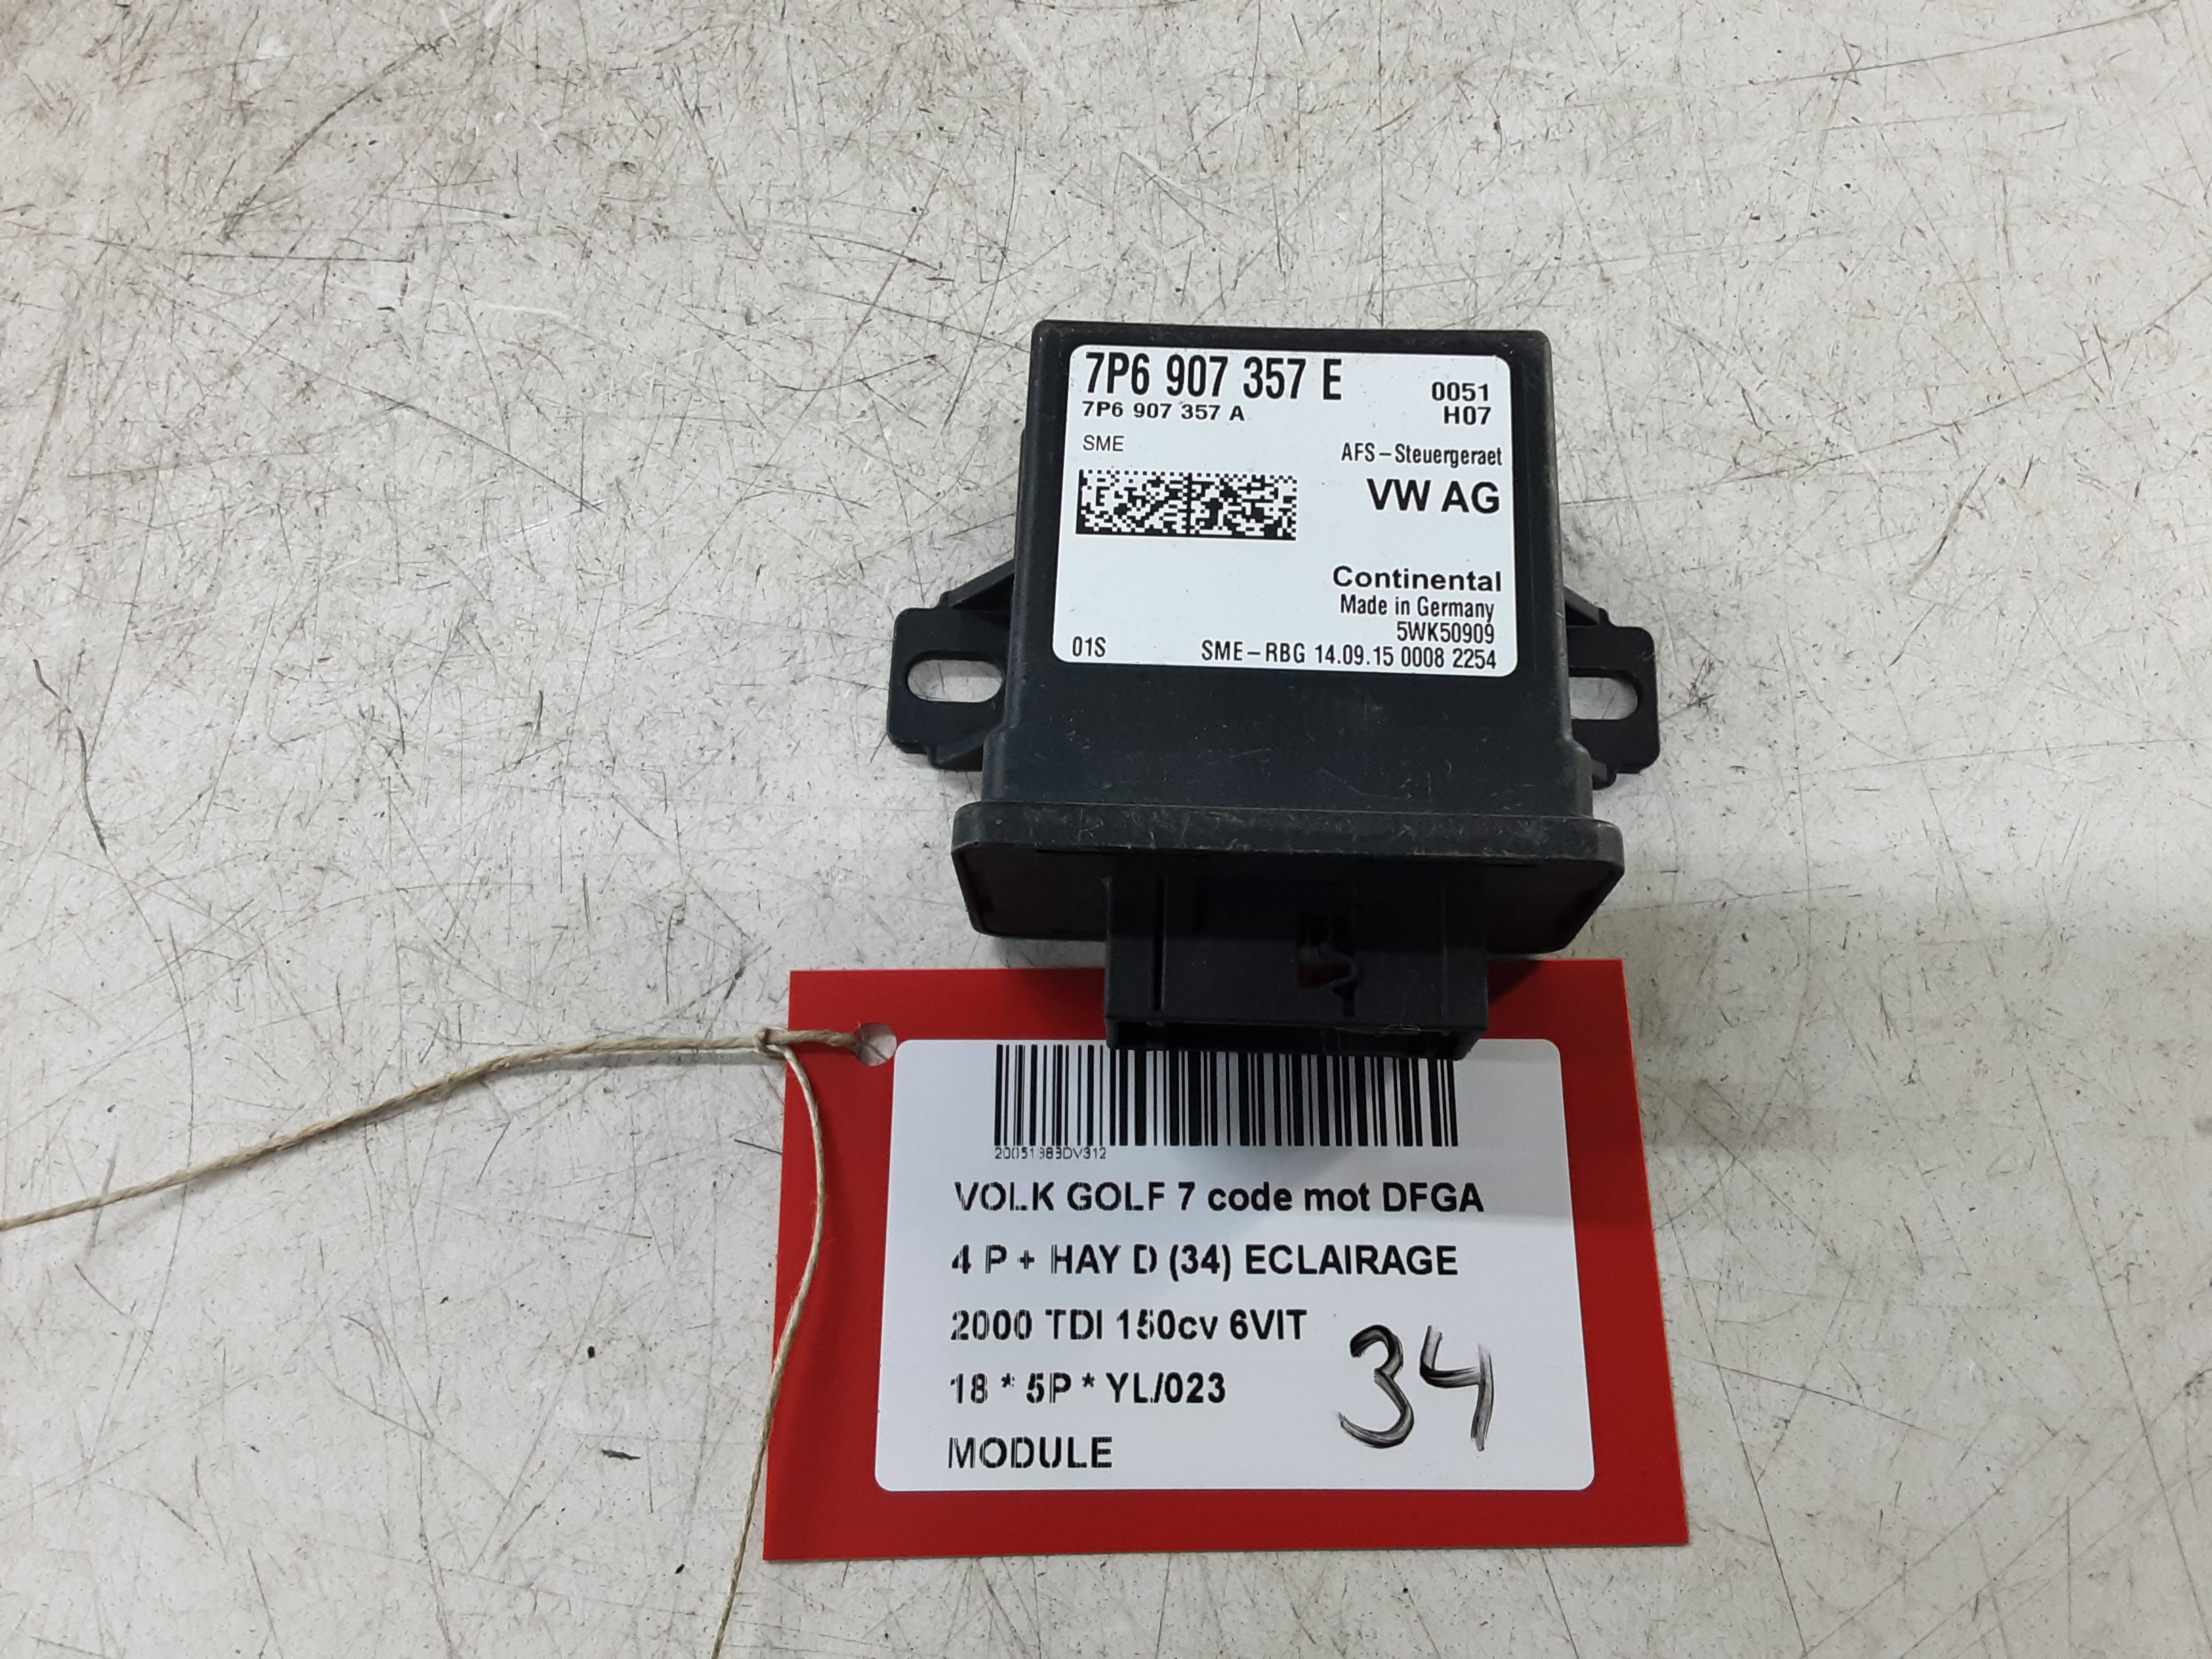 7P6 907 357 E
0051
7P6 907 357 A
H07
SME
AFS-Steuergeraet
VW AG
Continental
Made in Germany
5WK50909
01S SME-RBG 14.09.15 0008 2254
20051383DV312
VOLK GOLF 7 code mot DFGA
4 P + HAY D (34) ECLAIRAGE
2000 TDI 150cv 6VIT
18 * 5P * YL/023
34
MODULE